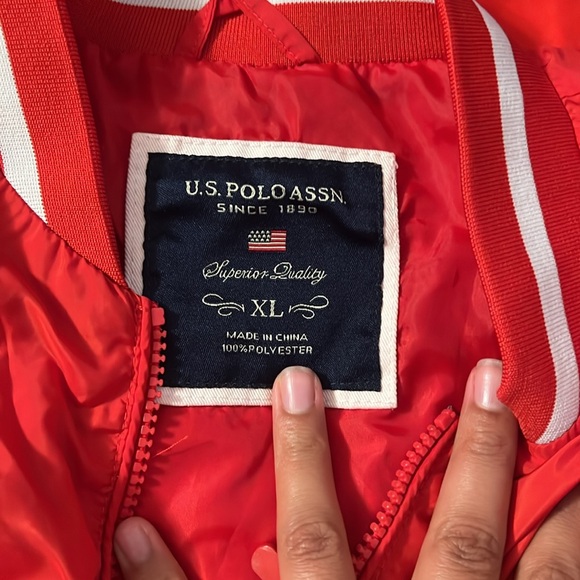 U.S. POLO ASSN.
SINCE 1890
Superior Quality
XL
MADE IN CHINA
100% POLYESTER